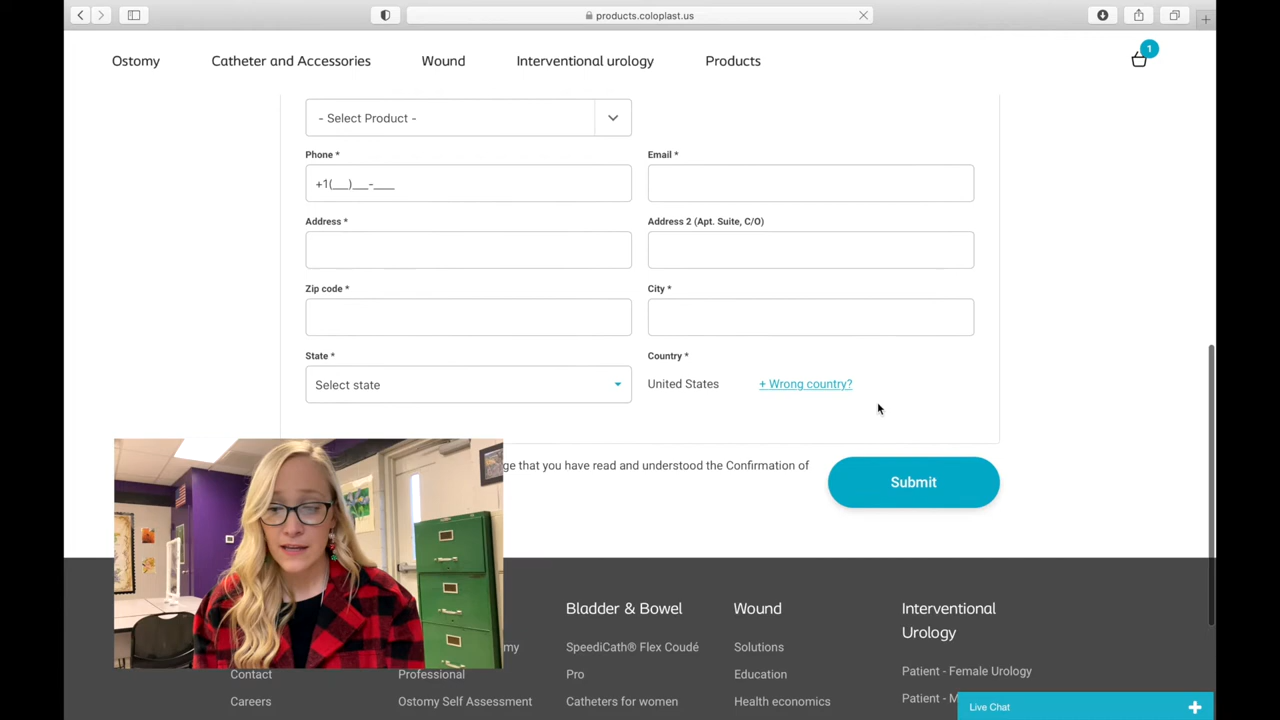 products.coloplast.us
Ostomy Catheter and Accessories Wound Interventional urology Products
1
- Select Product -
Phone * Email *
+1(___)___-____
Address * Address 2 (Apt. Suite, C/O)
Zip code * City *
State * Country *
Select state United States + Wrong country?
ge that you have read and understood the Confirmation of
Submit
Bladder & Bowel Wound Interventional
Urology
my SpeediCath® Flex Coudé Solutions
Patient - Female Urology
Contact Professional Pro Education
Patient - M
Careers Ostomy Self Assessment Catheters for women Health economics
Live Chat